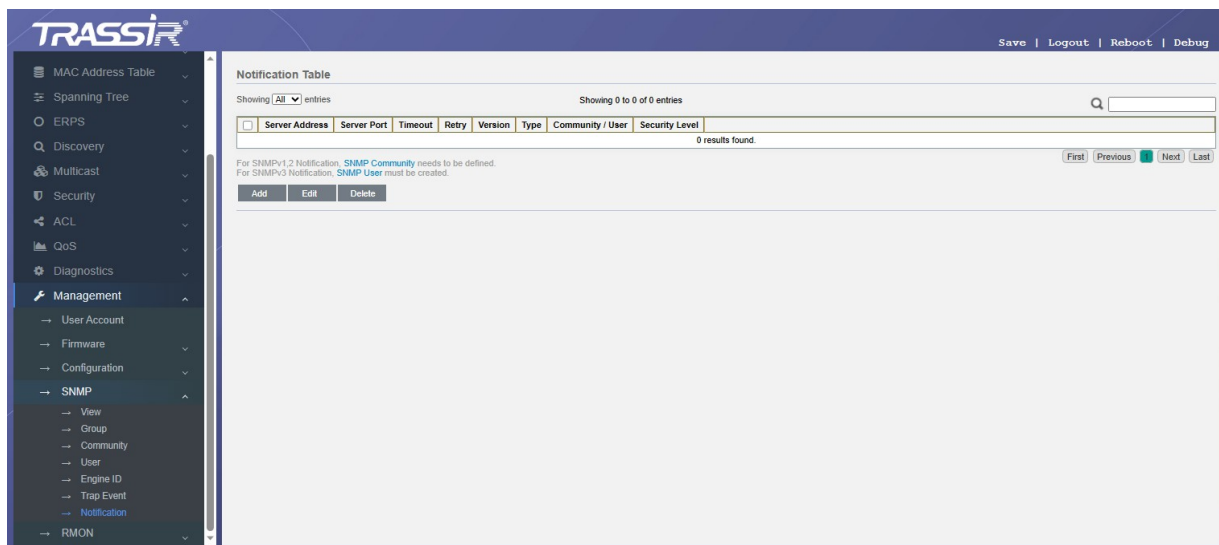 TRASSIR
Save | Logout | Reboot | Debug
MAC Address Table
Spanning Tree
ERPS
Discovery
Multicast
Security
ACL
QoS
Diagnostics
Management
User Account
Firmware
Configuration
SNMP
View
Group
Community
User
Engine ID
Trap Event
Notification
RMON
Notification Table
Showing All entries
Showing 0 to 0 of 0 entries
Server Address Server Port Timeout Retry Version Type Community / User Security Level
0 results found.
First Previous 1 Next Last
For SNMPv1,2 Notification, SNMP Community needs to be defined.
For SNMPv3 Notification, SNMP User must be created.
Add Edit Delete